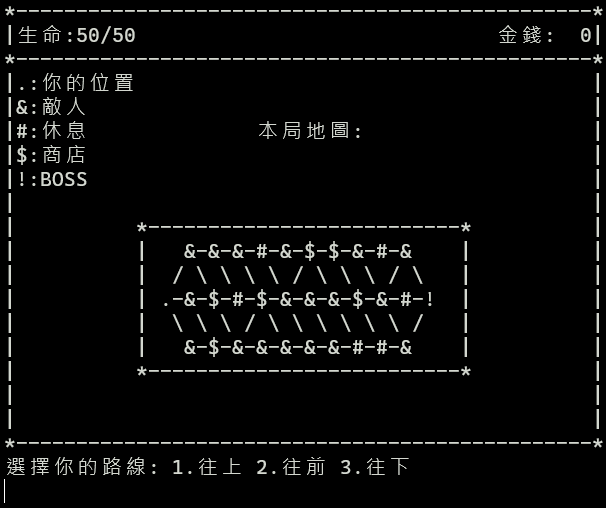 *------------------------------------------------*
|生命:50/50                              金錢:  0|
*------------------------------------------------*
|.:你的位置                                      |
|&:敵人                                          |
|#:休息              本局地圖:                   |
|$:商店                                          |
|!:BOSS                                          |
|                                                |
|          *--------------------------*          |
|          |   &-&-&-#-&-$-$-&-#-&    |          |
|          |  / \ \ \ \ / \ \ \ / \   |          |
|          | .-&-$-#-$-&-&-&-$-&-#-!  |          |
|          |  \ \ \ / \ \ \ \ \ \ /   |          |
|          |   &-$-&-&-&-&-&-#-#-&    |          |
|          *--------------------------*          |
|                                                |
|                                                |
*------------------------------------------------*
選擇你的路線: 1.往上 2.往前 3.往下